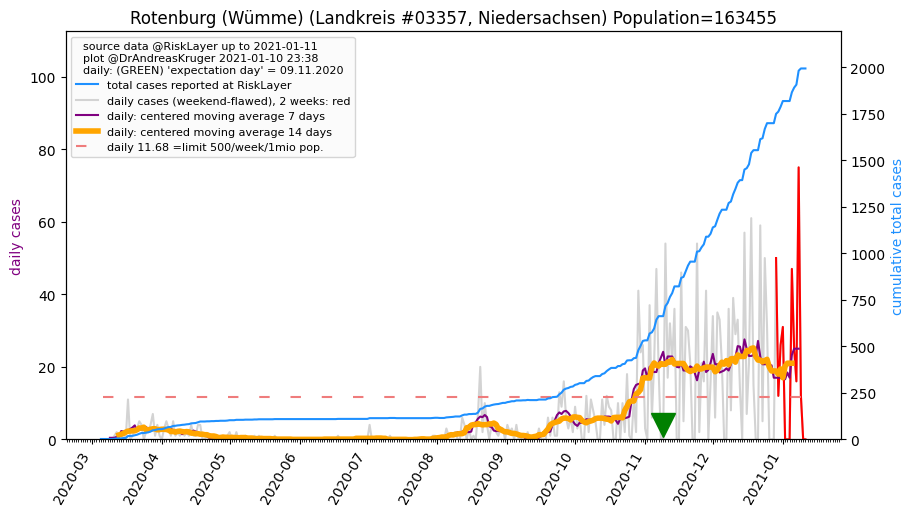 Rotenburg (Wümme) (Landkreis #03357, Niedersachsen) Population=163455
source data @RiskLayer up to 2021-01-11
plot @DrAndreasKruger 2021-01-10 23:38
daily: (GREEN) 'expectation day' = 09.11.2020
total cases reported at RiskLayer
daily cases (weekend-flawed), 2 weeks: red
daily: centered moving average 7 days
daily: centered moving average 14 days
daily 11.68 =limit 500/week/1mio pop.
daily cases
100
80
60
40
20
0
cumulative total cases
2000
1750
1500
1250
1000
750
500
250
0
2020-03
2020-04
2020-05
2020-06
2020-07
2020-08
2020-09
2020-10
2020-11
2020-12
2021-01